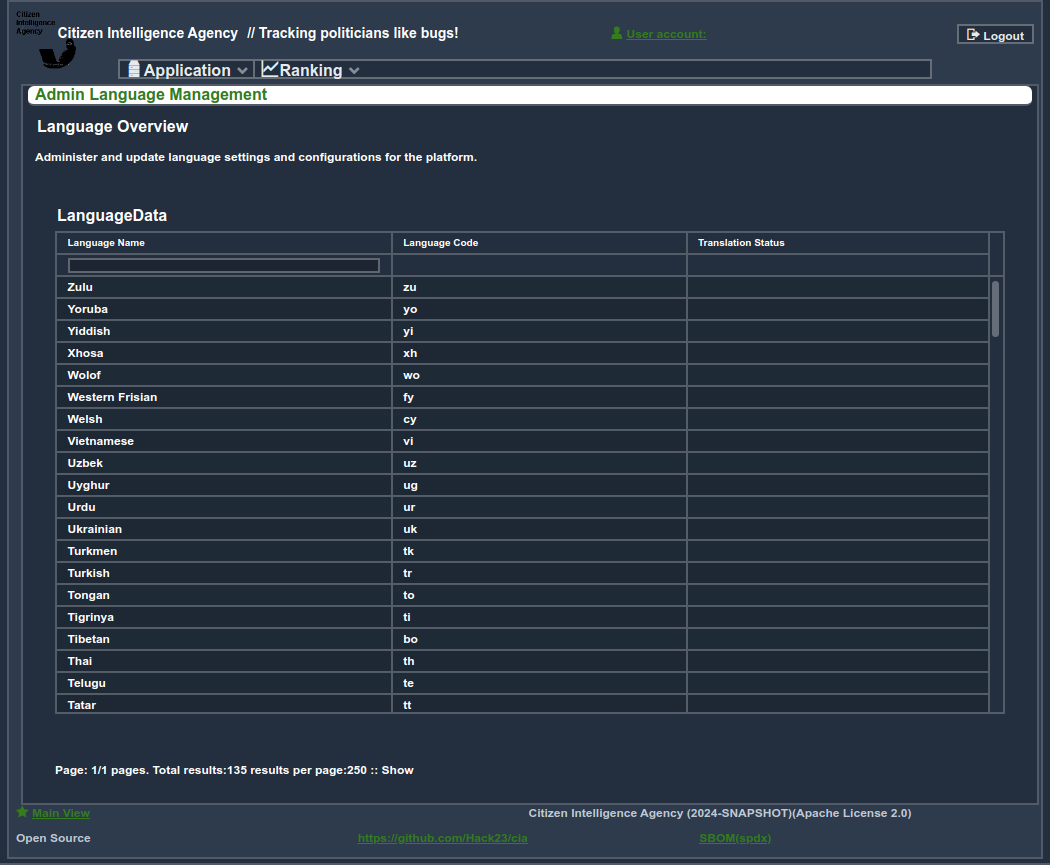 Citizen
Intelligence
Agency
Citizen Intelligence Agency // Tracking politicians like bugs!
User account:
Logout
Application
Ranking
Admin Language Management
Language Overview
Administer and update language settings and configurations for the platform.
LanguageData
Language Name Language Code Translation Status
Zulu zu
Yoruba yo
Yiddish yi
Xhosa xh
Wolof wo
Western Frisian fy
Welsh cy
Vietnamese vi
Uzbek uz
Uyghur ug
Urdu ur
Ukrainian uk
Turkmen tk
Turkish tr
Tongan to
Tigrinya ti
Tibetan bo
Thai th
Telugu te
Tatar tt
Page: 1/1 pages. Total results:135 results per page:250 :: Show
Main View Citizen Intelligence Agency (2024-SNAPSHOT)(Apache License 2.0)
Open Source https://github.com/Hack23/cia SBOM(spdx)